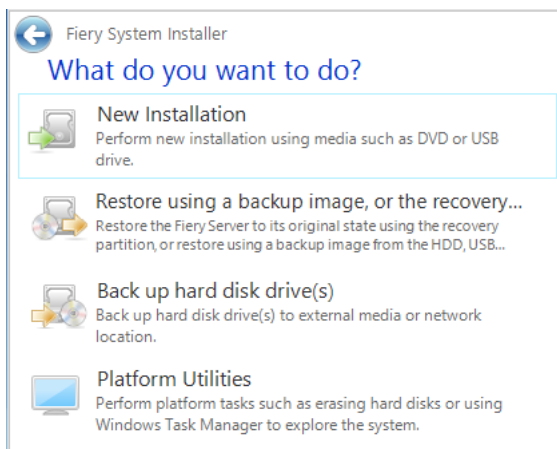 Fiery System Installer
What do you want to do?
New Installation
Perform new installation using media such as DVD or USB
drive.
Restore using a backup image, or the recovery...
Restore the Fiery Server to its original state using the recovery
partition, or restore using a backup image from the HDD, USB...
Back up hard disk drive(s)
Back up hard disk drive(s) to external media or network
location.
Platform Utilities
Perform platform tasks such as erasing hard disks or using
Windows Task Manager to explore the system.